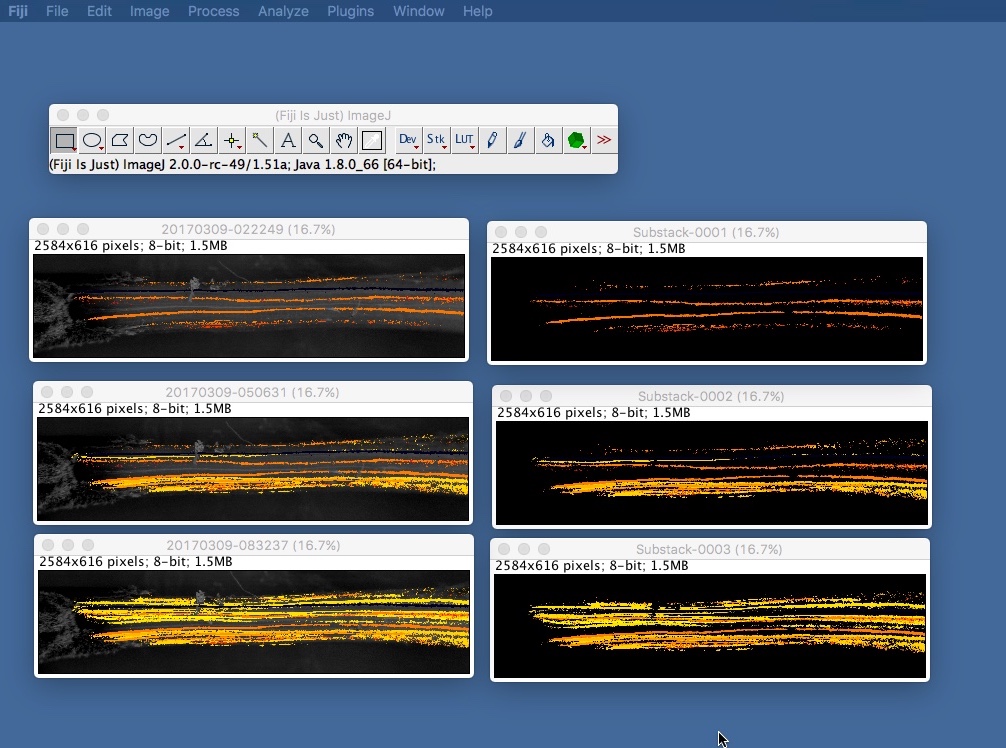 Fiji File Edit Image Process Analyze Plugins Window Help
(Fiji Is Just) ImageJ
A Dev Stk LUT >>
(Fiji Is Just) ImageJ 2.0.0-rc-49/1.51a; Java 1.8.0_66 [64-bit];
20170309-022249 (16.7%)
2584x616 pixels; 8-bit; 1.5MB
Substack-0001 (16.7%)
2584x616 pixels; 8-bit; 1.5MB
20170309-050631 (16.7%)
2584x616 pixels; 8-bit; 1.5MB
Substack-0002 (16.7%)
2584x616 pixels; 8-bit; 1.5MB
20170309-083237 (16.7%)
2584x616 pixels; 8-bit; 1.5MB
Substack-0003 (16.7%)
2584x616 pixels; 8-bit; 1.5MB